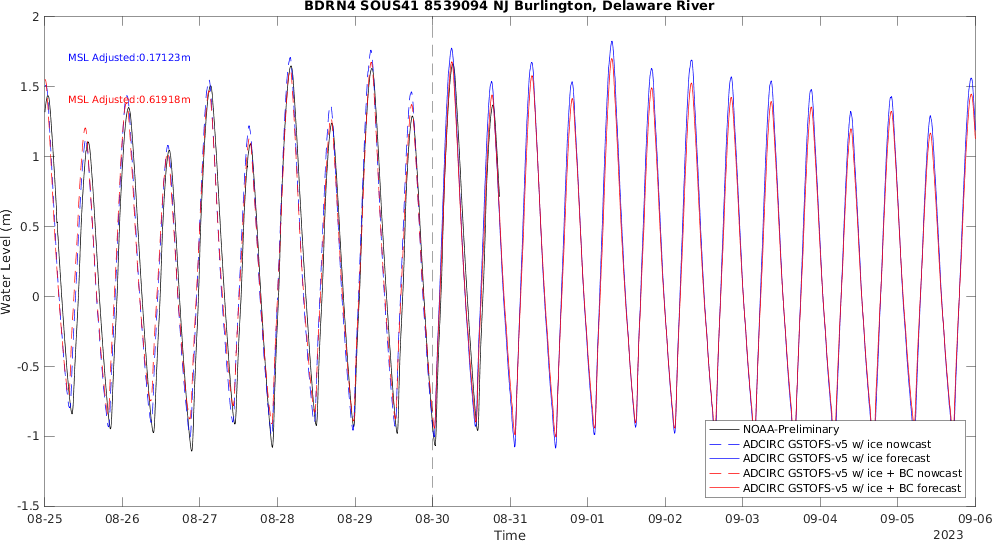 BDRN4 SOUS41 8539094 NJ Burlington, Delaware River
MSL Adjusted:0.17123m
MSL Adjusted:0.61918m
Water Level (m)
2
1.5
1
0.5
0
-0.5
-1
-1.5
NOAA-Preliminary
ADCIRC GSTOFS-v5 w/ ice nowcast
ADCIRC GSTOFS-v5 w/ ice forecast
ADCIRC GSTOFS-v5 w/ ice + BC nowcast
ADCIRC GSTOFS-v5 w/ ice + BC forecast
08-25 08-26 08-27 08-28 08-29 08-30 08-31 09-01 09-02 09-03 09-04 09-05 09-06
Time
2023